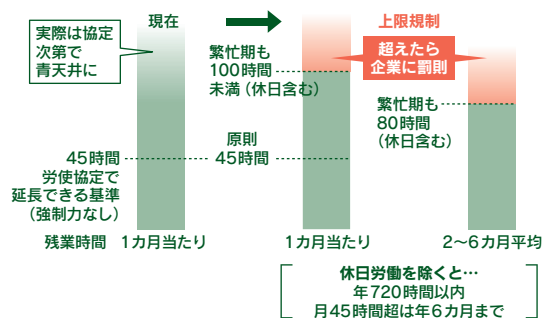 現在
上限規制
実際は協定
次第で
青天井に
繁忙期も
100時間
未満（休日含む）
超えたら
企業に罰則
繁忙期も
80時間
（休日含む）
45時間
労使協定で
延長できる基準
（強制力なし）
原則
45時間
残業時間
1カ月当たり
1カ月当たり
2〜6カ月平均
休日労働を除くと…
年720時間以内
月45時間超は年6カ月まで